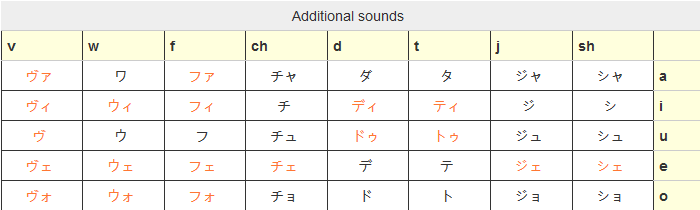 Additional sounds
v w f ch d t j sh
ヴァ ワ ファ チャ ダ タ ジャ シャ a
ヴィ ウィ フィ チ ディ ティ ジ シ i
ヴ ウ フ チュ ドゥ トゥ ジュ シュ u
ヴェ ウェ フェ チェ デ テ ジェ シェ e
ヴォ ウォ フォ チョ ド ト ジョ ショ o